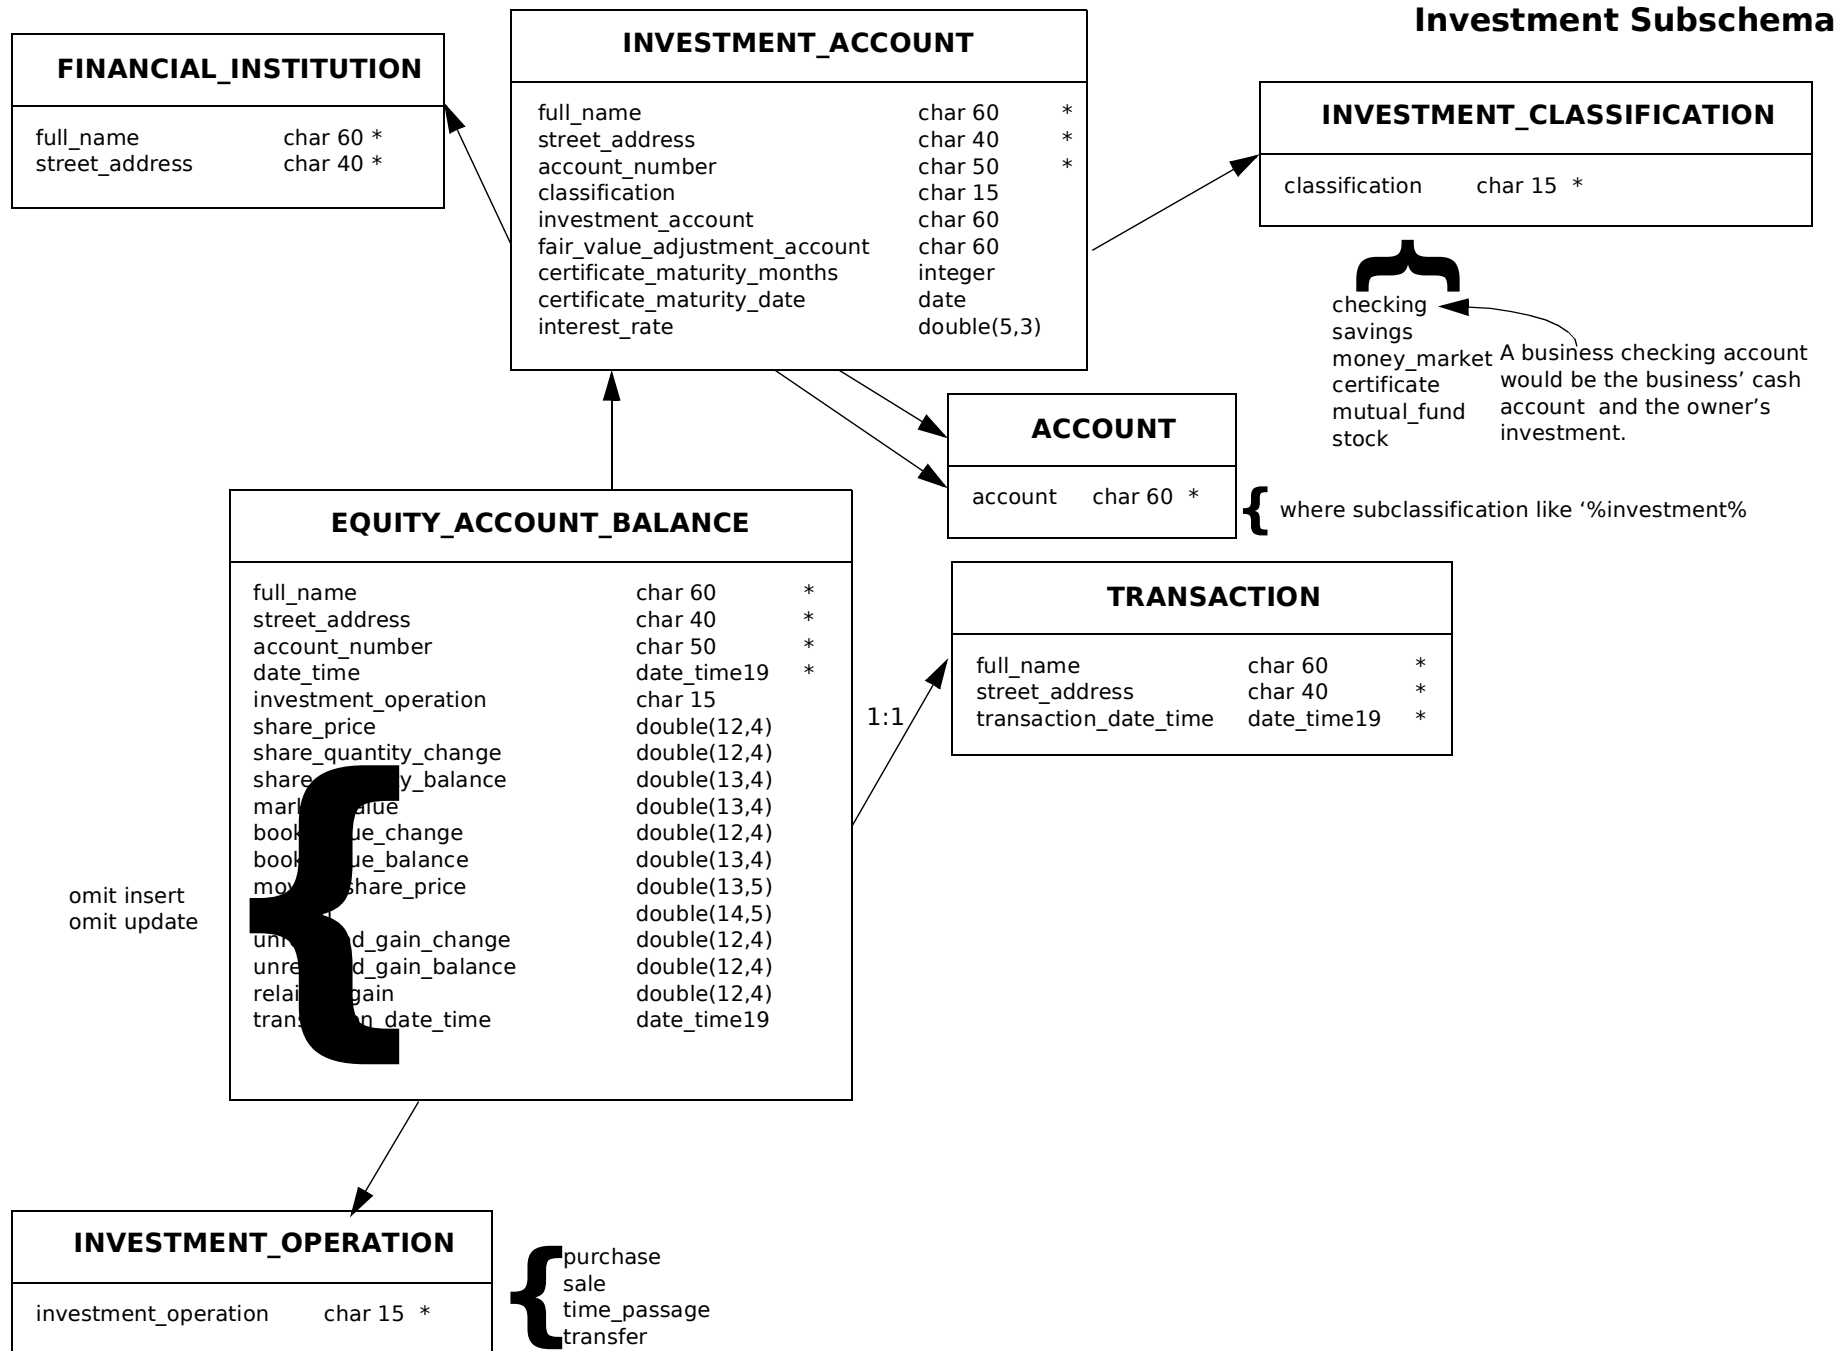 Investment Subschema
FINANCIAL_INSTITUTION
full_name char 60 *
street_address char 40 *
INVESTMENT_ACCOUNT
full_name char 60 *
street_address char 40 *
account_number char 50 *
classification char 15
investment_account char 60
fair_value_adjustment_account char 60
certificate_maturity_months integer
certificate_maturity_date date
interest_rate double(5,3)
INVESTMENT_CLASSIFICATION
classification char 15 *
{
checking
savings
money_market
certificate
mutual_fund
stock
A business checking account
would be the business’ cash
account and the owner’s
investment.
ACCOUNT
account char 60 *
{ where subclassification like ‘%investment%
EQUITY_ACCOUNT_BALANCE
full_name char 60 *
street_address char 40 *
account_number char 50 *
date_time date_time19 *
investment_operation char 15
share_price double(12,4)
share_quantity_change double(12,4)
double(13,4)
double(13,4)
double(12,4)
double(13,4)
double(13,5)
double(14,5)
double(12,4)
double(12,4)
double(12,4)
date_time19
{
omit insert
omit update
1:1
TRANSACTION
full_name char 60 *
street_address char 40 *
transaction_date_time date_time19 *
INVESTMENT_OPERATION
investment_operation char 15 *
{
purchase
sale
time_passage
transfer